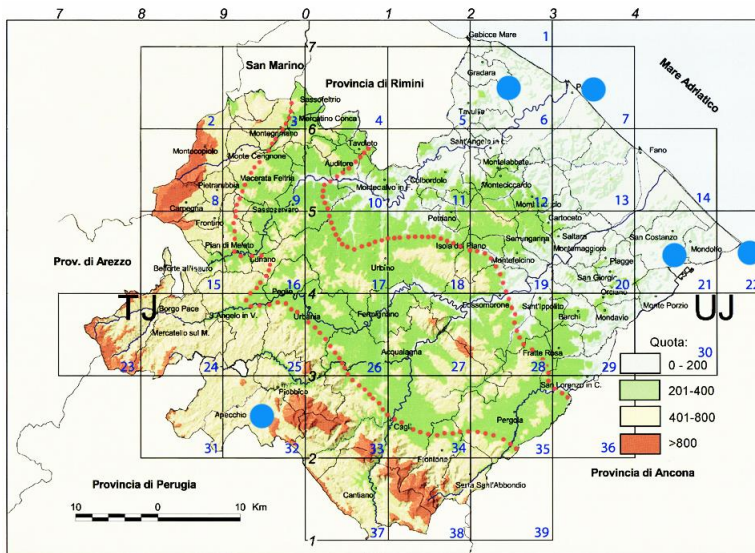 7 8 9 0 1 2 3 4 5
7
6
5
4
3
2
1
Gabicce Mare
1
San Marino
Gradara
Mare Adriatico
Provincia di Rimini
Sassofeltrio
2 3 4 5 6 7
Mercatino Conca
Tavullia
Montegrimano
Sant'Angelo in L.
Fano
Montecopiolo
Monte Cerignone
Tavoleto
Auditore
Montelabbate
Pietrarubbia
Macerata Feltria
Montecalvo in F.
Colbordolo
Monteciccardo
8 9 10 11 12 13 14
Carpegna
Sassocorvaro
Petriano
Cartoceto
Frontino
Saltara
San Costanzo
Serrungarina
Pian di Meleto
Isola del Piano
Montemaggiore
Mondolfo
Prov. di Arezzo
Lunano
Montefelcino
Piagge
Belforte all'Isauro
Urbino
San Giorgio
15 16 17 18 19 20 21 22
Peglio
Orciano
TJ
UJ
Borgo Pace
Fossombrone
Sant'Ippolito
Monte Porzio
S.Angelo in V.
Urbania
Fermignano
Barchi
Mondavio
Mercatello sul M.
Quota:
Acqualagna
Fratte Rosa
23 24 25 26 27 28 29 30
0 - 200
Piobbico
San Lorenzo in C.
201-400
Apecchio
401-800
Cagli
Pergola
>800
31 32 33 34 35 36
Frontone
Provincia di Ancona
Provincia di Perugia
Serra Sant'Abbondio
Cantiano
10 0 10 Km
37 38 39